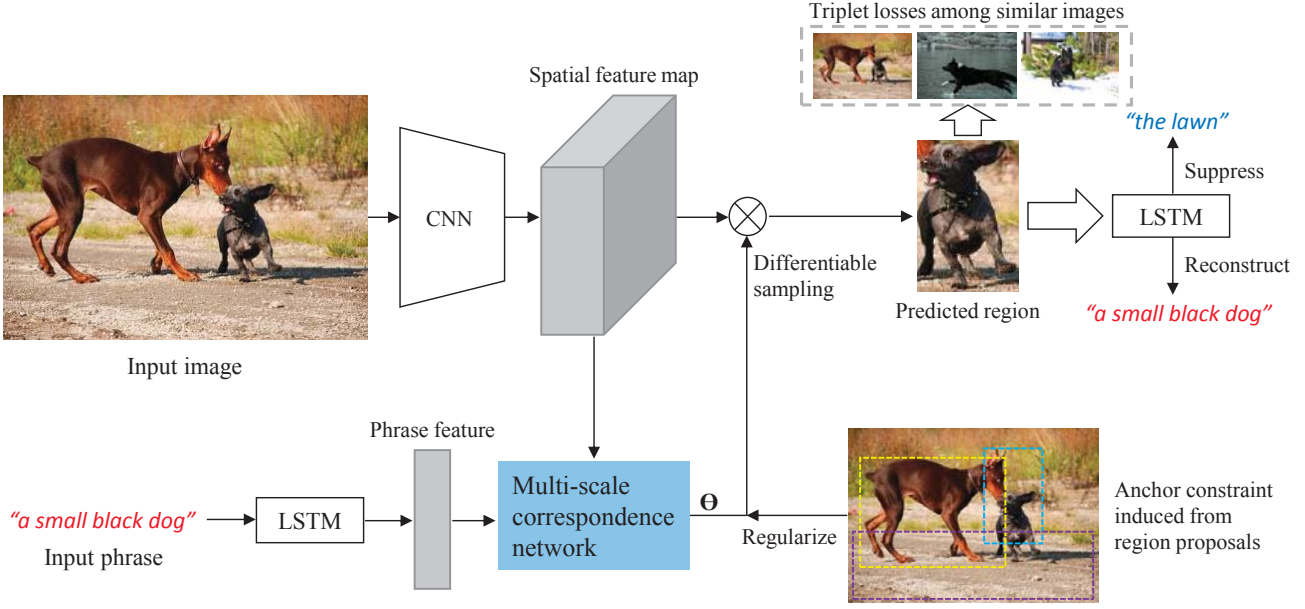 Triplet losses among similar images
Spatial feature map
"the lawn"
Suppress
CNN
LSTM
Differentiable
sampling
Reconstruct
Predicted region
"a small black dog"
Input image
Phrase feature
Multi-scale
correspondence
network
Θ
"a small black dog"
LSTM
Input phrase
Regularize
Anchor constraint
induced from
region proposals